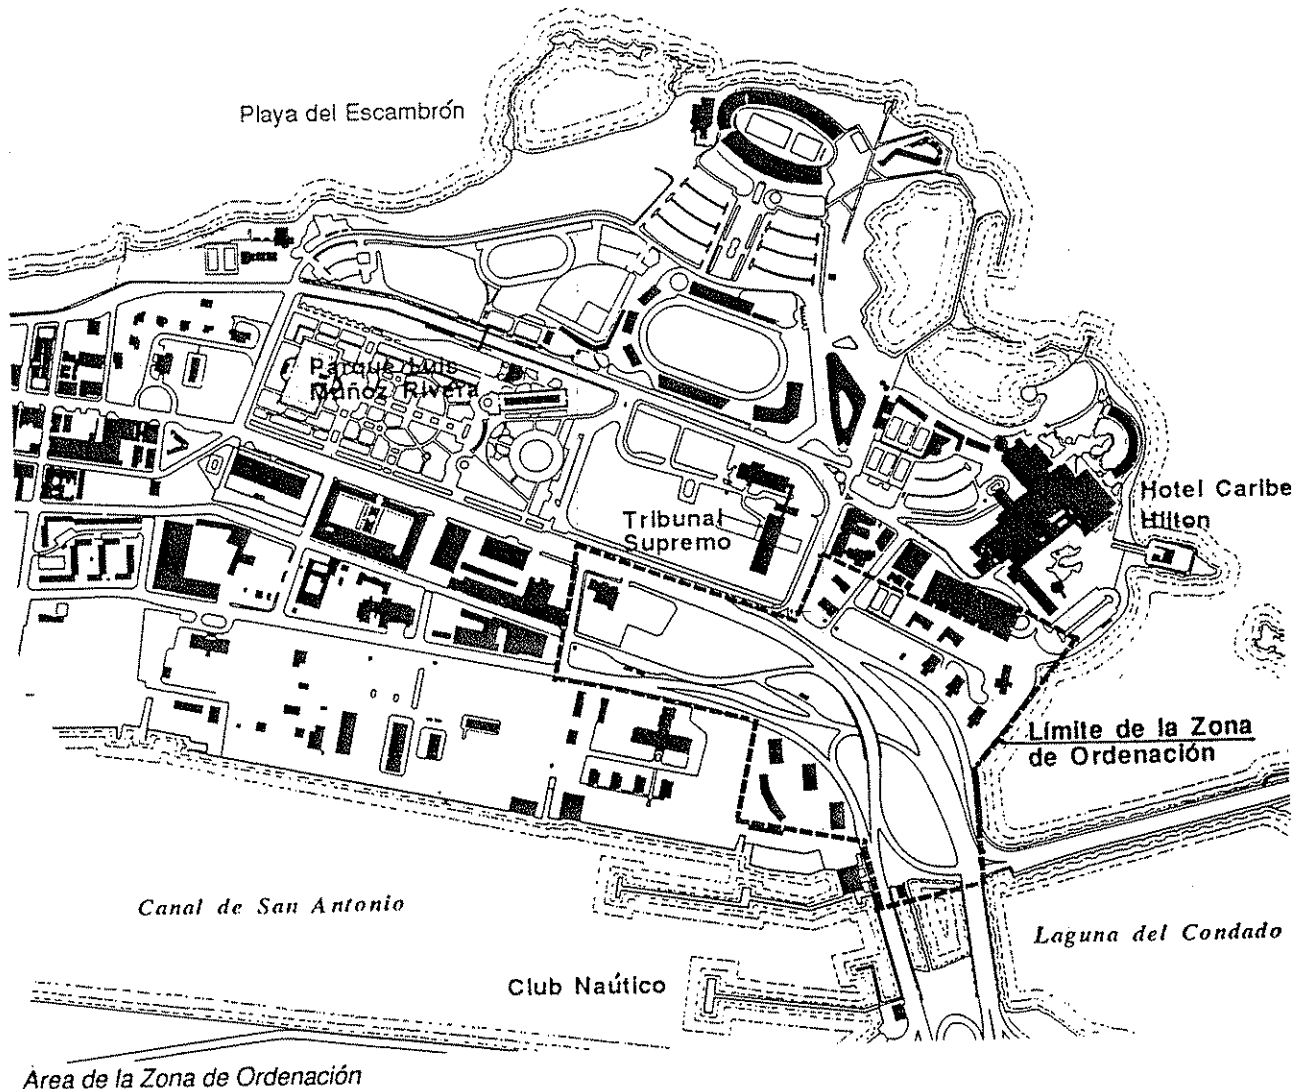 Playa del Escambrón
Parque Luis
Muñoz Rivera
Tribunal
Supremo
Hotel Caribe
Hilton
Límite de la Zona
de Ordenación
Canal de San Antonio
Laguna del Condado
Club Naútico
Area de la Zona de Ordenación